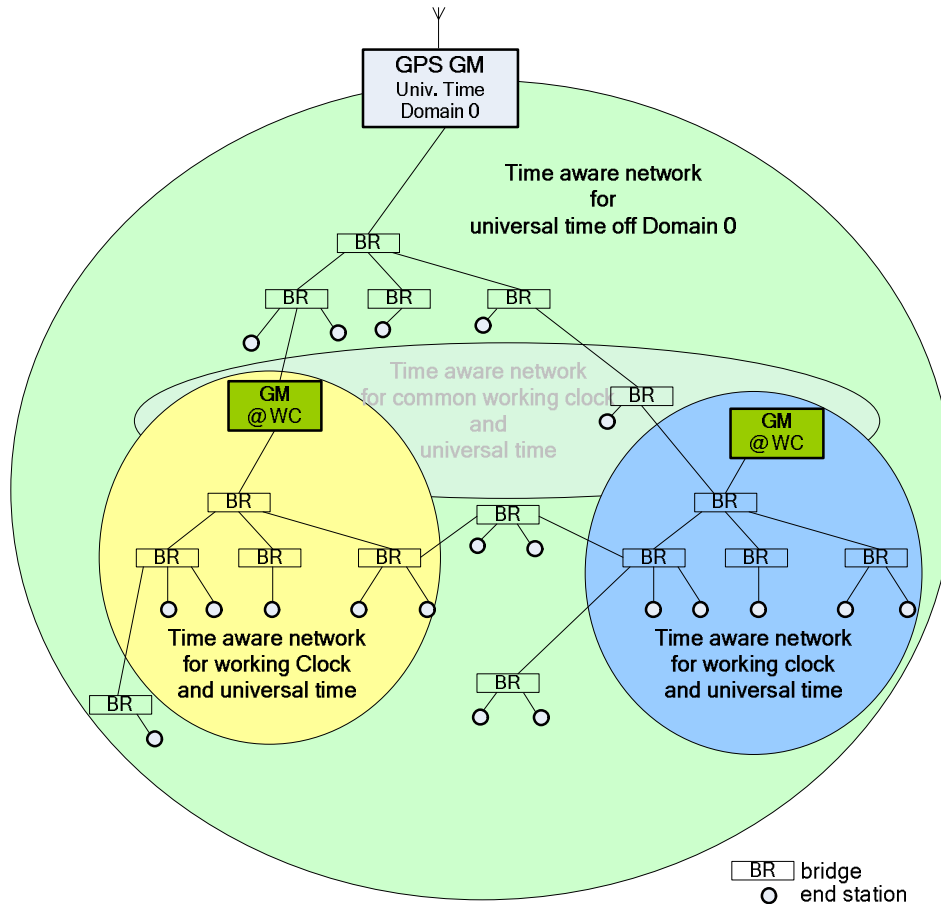 GPS GM
Univ. Time
Domain 0
Time aware network
for
universal time off Domain 0
BR
BR
BR
BR
Time aware network
for common working clock
and
universal time
BR
GM
@ WC
GM
@ WC
BR
BR
BR
BR
BR
BR
BR
BR
BR
Time aware network
for working Clock
and universal time
Time aware network
for working clock
and universal time
BR
BR
BR bridge
end station